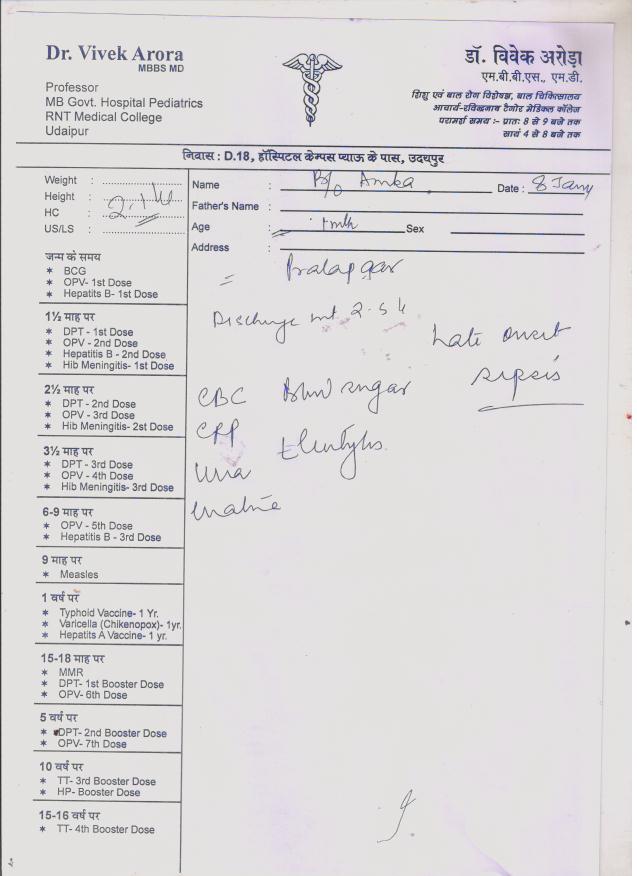 Dr. Vivek Arora
MBBS MD
Professor
MB Govt. Hospital Pediatrics
RNT Medical College
Udaipur
डॉ. विवेक अरोड़ा
एम.बी.बी.एस., एम.डी.
शिशु एवं बाल रोग विशेषज्ञ, बाल चिकित्सालय
आचार्य-रविन्द्रनाथ टैगोर मेडिकल कॉलेज
परामर्श समय :- प्रातः 8 से 9 बजे तक
सायं 4 से 8 बजे तक
निवास : D.18, हॉस्पिटल केम्पस प्याऊ के पास, उदयपुर
Weight :
Height :
HC :
US/LS :
Name : B/o Amka Date : 8 Jany
Father's Name :
Age : 1 mth Sex
Address :
Pratapgar
Discharge wt 2.5 k
Late onset
sepsis
CBC Blood sugar
CRP Electrolytes
Urea
creatinine
जन्म के समय
* BCG
* OPV- 1st Dose
* Hepatits B- 1st Dose
1½ माह पर
* DPT - 1st Dose
* OPV - 2nd Dose
* Hepatitis B - 2nd Dose
* Hib Meningitis- 1st Dose
2½ माह पर
* DPT - 2nd Dose
* OPV - 3rd Dose
* Hib Meningitis- 2st Dose
3½ माह पर
* DPT - 3rd Dose
* OPV - 4th Dose
* Hib Meningitis- 3rd Dose
6-9 माह पर
* OPV - 5th Dose
* Hepatitis B - 3rd Dose
9 माह पर
* Measles
1 वर्ष पर
* Typhoid Vaccine- 1 Yr.
* Varicella (Chikenopox)- 1yr.
* Hepatits A Vaccine- 1 yr.
15-18 माह पर
* MMR
* DPT- 1st Booster Dose
* OPV- 6th Dose
5 वर्ष पर
* DPT- 2nd Booster Dose
* OPV- 7th Dose
10 वर्ष पर
* TT- 3rd Booster Dose
* HP- Booster Dose
15-16 वर्ष पर
* TT- 4th Booster Dose